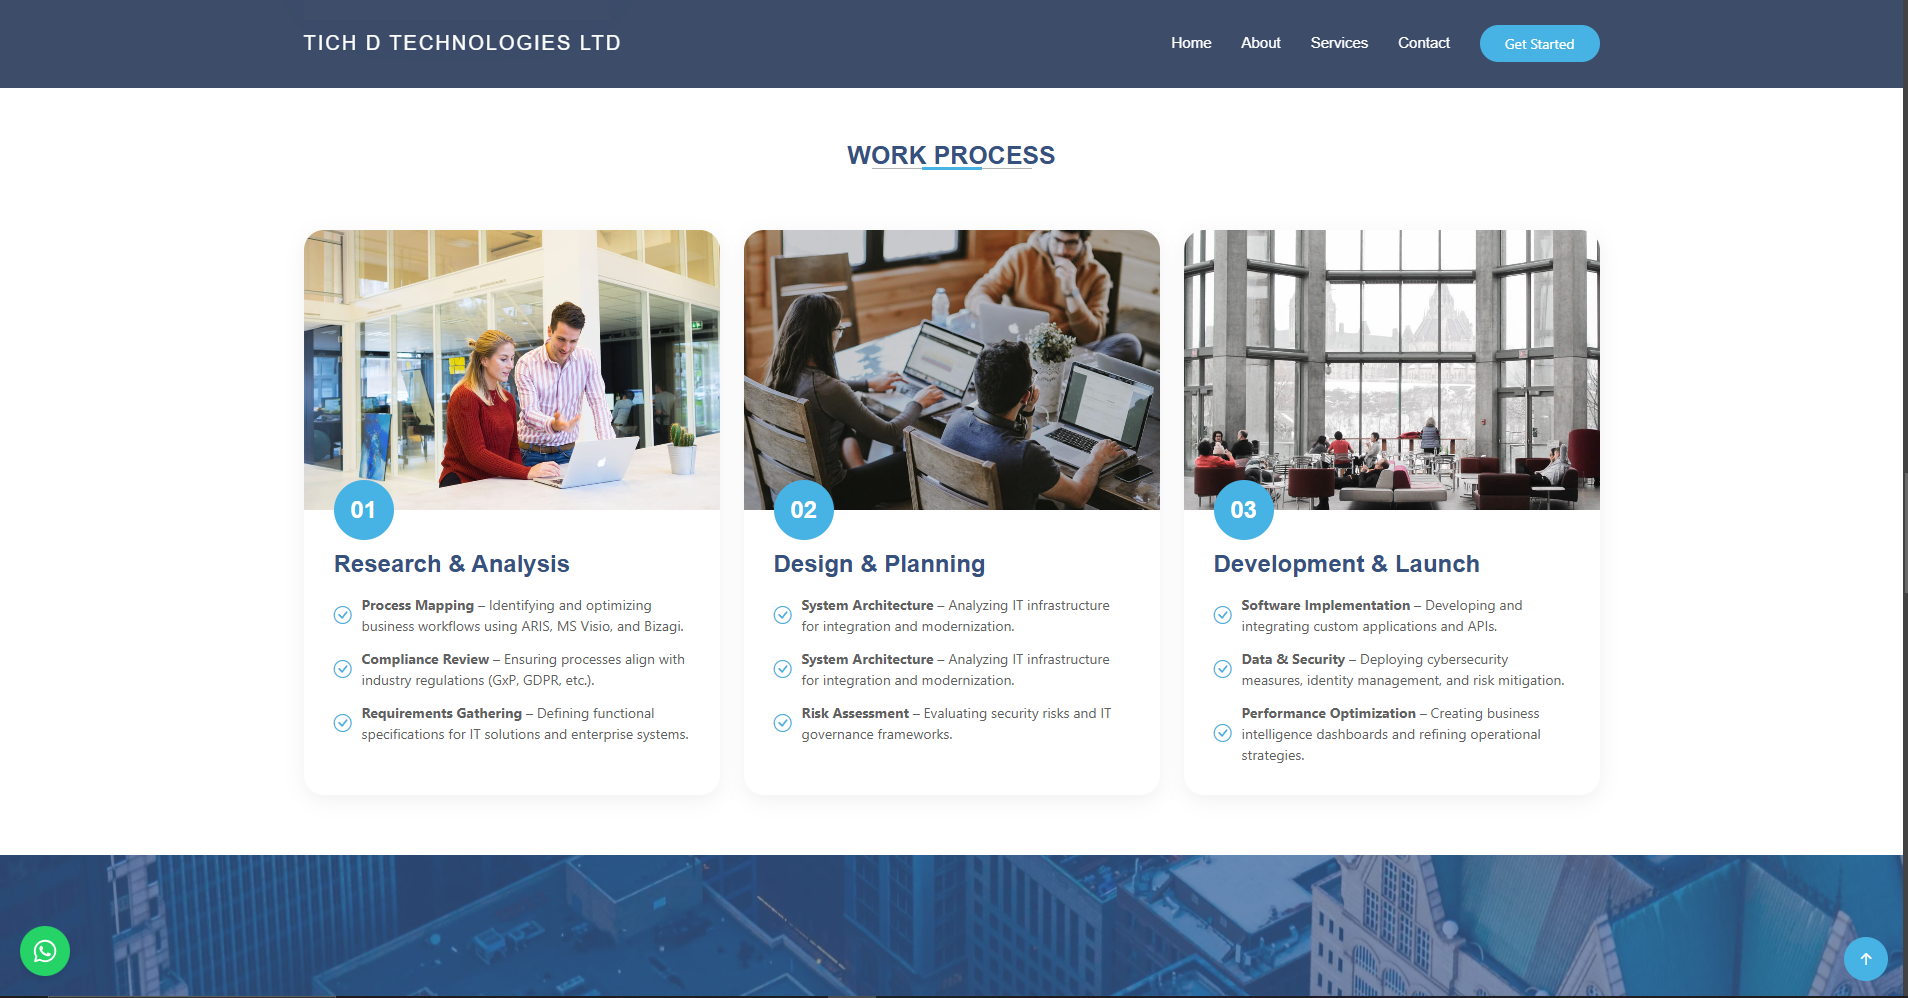 TICH D TECHNOLOGIES LTD
Home About Services Contact Get Started
WORK PROCESS
01
Research & Analysis
Process Mapping – Identifying and optimizing
business workflows using ARIS, MS Visio, and Bizagi.
Compliance Review – Ensuring processes align with
industry regulations (GxP, GDPR, etc.).
Requirements Gathering – Defining functional
specifications for IT solutions and enterprise systems.
02
Design & Planning
System Architecture – Analyzing IT infrastructure
for integration and modernization.
System Architecture – Analyzing IT infrastructure
for integration and modernization.
Risk Assessment – Evaluating security risks and IT
governance frameworks.
03
Development & Launch
Software Implementation – Developing and
integrating custom applications and APIs.
Data & Security – Deploying cybersecurity
measures, identity management, and risk mitigation.
Performance Optimization – Creating business
intelligence dashboards and refining operational
strategies.